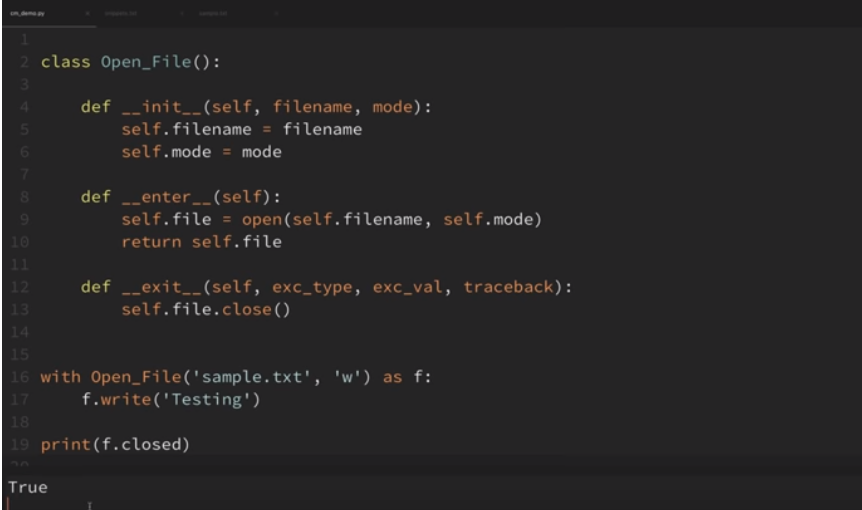 cm_demo.py
1
2 class Open_File():
3
4     def __init__(self, filename, mode):
5         self.filename = filename
6         self.mode = mode
7
8     def __enter__(self):
9         self.file = open(self.filename, self.mode)
10         return self.file
11
12     def __exit__(self, exc_type, exc_val, traceback):
13         self.file.close()
14
15
16 with Open_File('sample.txt', 'w') as f:
17     f.write('Testing')
18
19 print(f.closed)
20
True